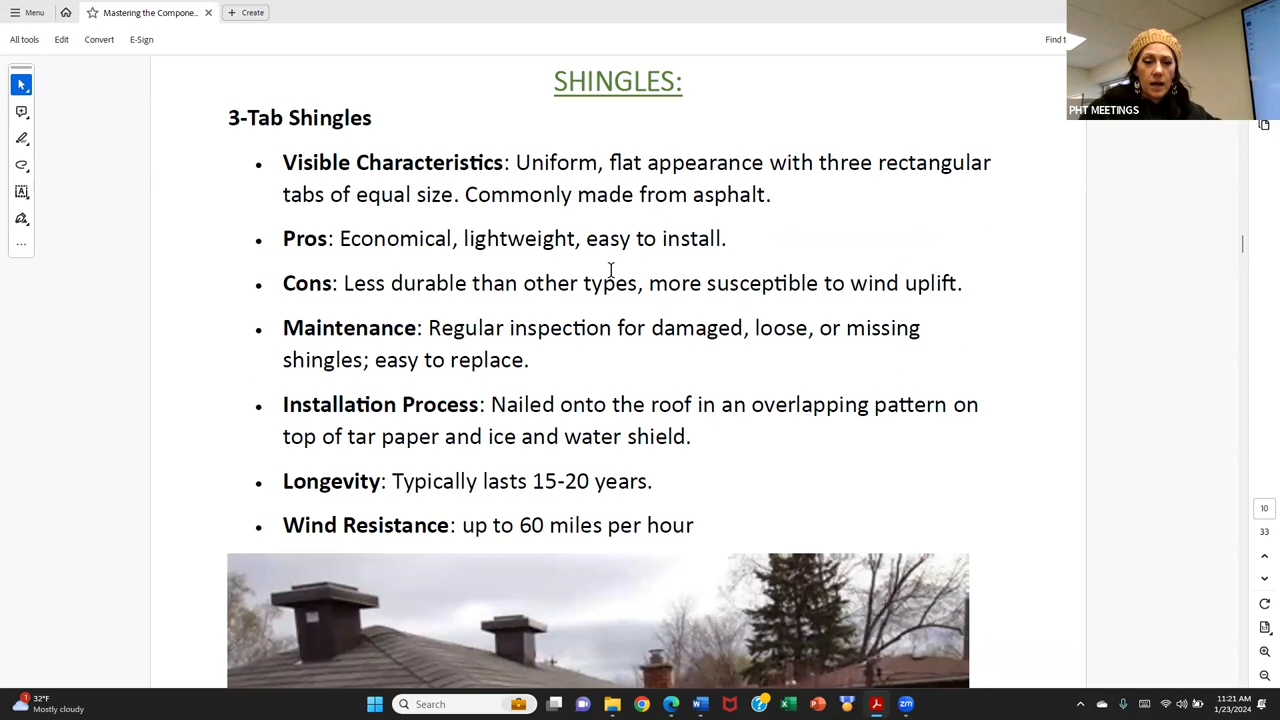 Menu
Mastering the Compone...
Create
All tools
Edit
Convert
E-Sign
Find t
PHT MEETINGS
SHINGLES:
3-Tab Shingles
• Visible Characteristics: Uniform, flat appearance with three rectangular
tabs of equal size. Commonly made from asphalt.
• Pros: Economical, lightweight, easy to install.
• Cons: Less durable than other types, more susceptible to wind uplift.
• Maintenance: Regular inspection for damaged, loose, or missing
shingles; easy to replace.
• Installation Process: Nailed onto the roof in an overlapping pattern on
top of tar paper and ice and water shield.
• Longevity: Typically lasts 15-20 years.
• Wind Resistance: up to 60 miles per hour
10
33
1
32°F
Mostly cloudy
Search
zm
11:21 AM
1/23/2024